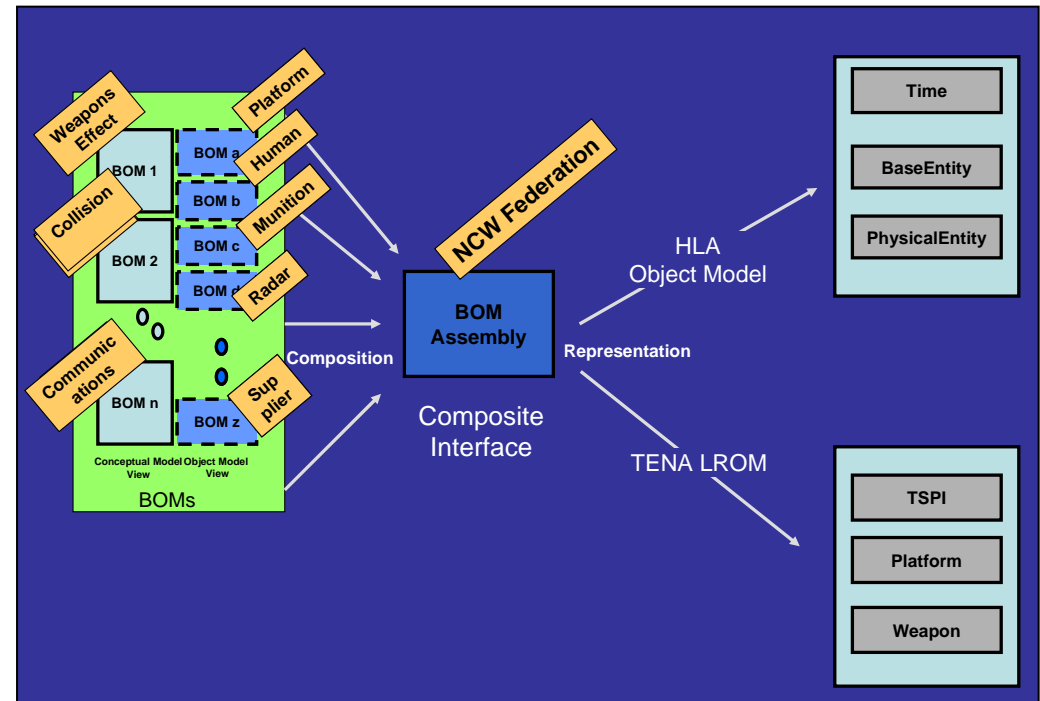 Weapons
Effect
Platform
BOM 1
BOM a
Human
BOM b
Collision
Munition
BOM c
BOM 2
BOM d
Radar
Communic
ations
BOM n
Sup
plier
BOM z
Conceptual Model
View
Object Model
View
BOMs
Composition
NCW Federation
BOM
Assembly
Composite
Interface
Representation
HLA
Object Model
TENA LROM
Time
BaseEntity
PhysicalEntity
TSPI
Platform
Weapon